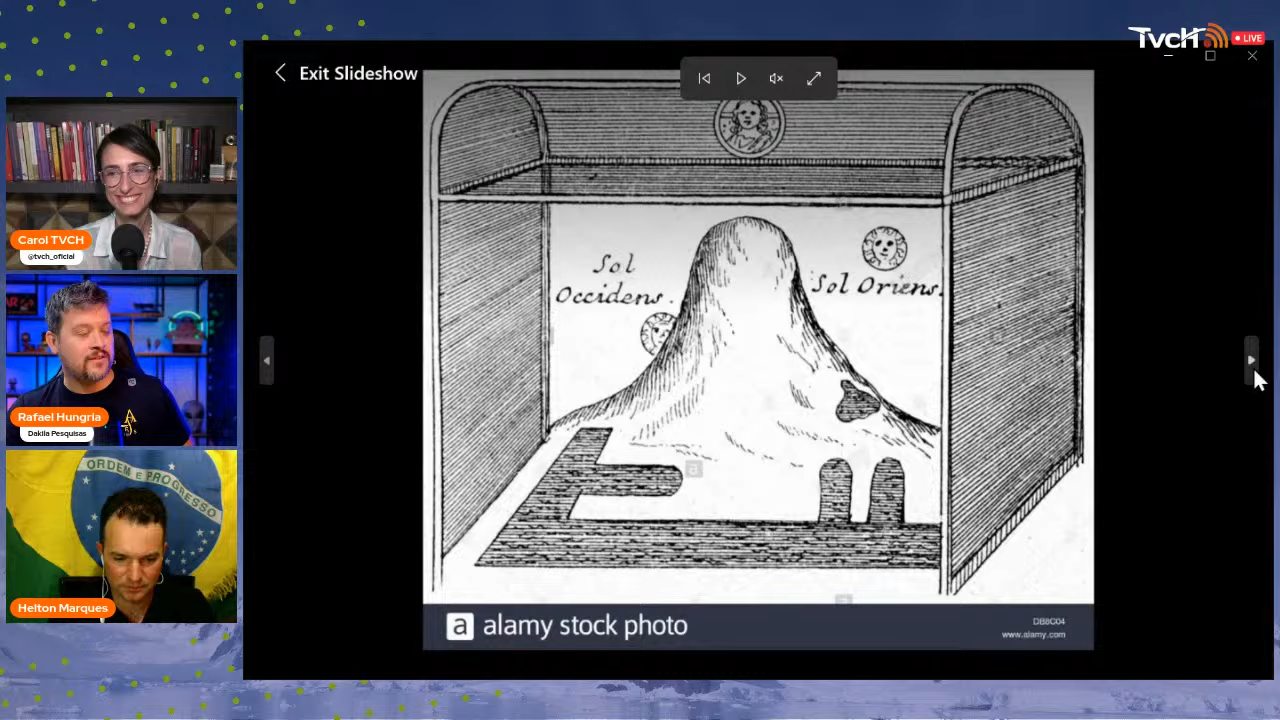 TvcH
LIVE
Exit Slideshow
Carol TVCH
@tvch_oficial
Rafael Hungria
Dakila Pesquisas
ORDEM E PROGRESSO
Helton Marques
Sol
Occidens.
Sol Oriens.
a
a
a alamy stock photo
DB8C04
www.alamy.com